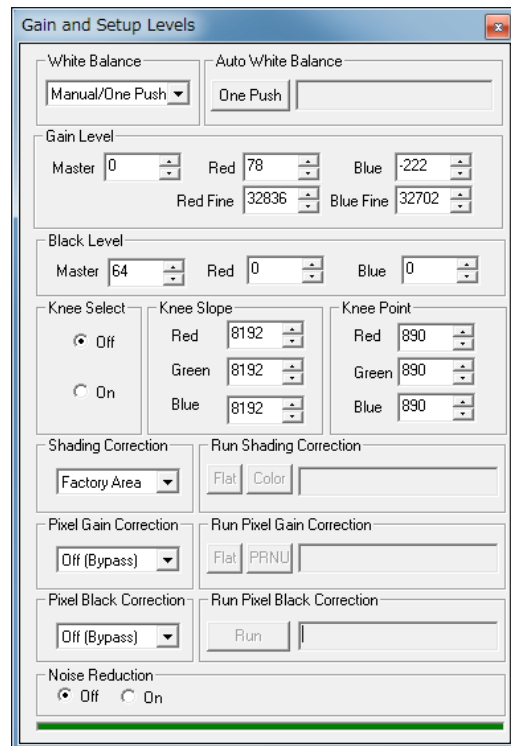 Gain and Setup Levels
x
White Balance
Auto White Balance
Manual/One Push
One Push
Gain Level
Master 0 Red 78 Blue -222
Red Fine 32836 Blue Fine 32702
Black Level
Master 64 Red 0 Blue 0
Knee Select
Off
On
Knee Slope
Red 8192
Green 8192
Blue 8192
Knee Point
Red 890
Green 890
Blue 890
Shading Correction
Factory Area
Run Shading Correction
Flat Color
Pixel Gain Correction
Off (Bypass)
Run Pixel Gain Correction
Flat PRNU
Pixel Black Correction
Off (Bypass)
Run Pixel Black Correction
Run
Noise Reduction
Off On